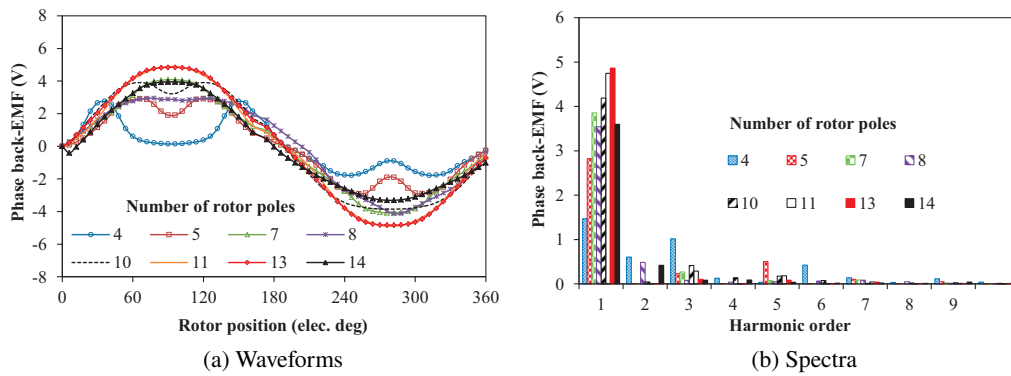 8
6
4
2
0
-2
-4
-6
-8
Phase back-EMF (V)
Number of rotor poles
4 5 7 8
10 11 13 14
0 60 120 180 240 300 360
Rotor position (elec. deg)
(a) Waveforms
6
5
4
3
2
1
0
Phase back-EMF (V)
Number of rotor poles
4 5 7 8
10 11 13 14
1 2 3 4 5 6 7 8 9
Harmonic order
(b) Spectra